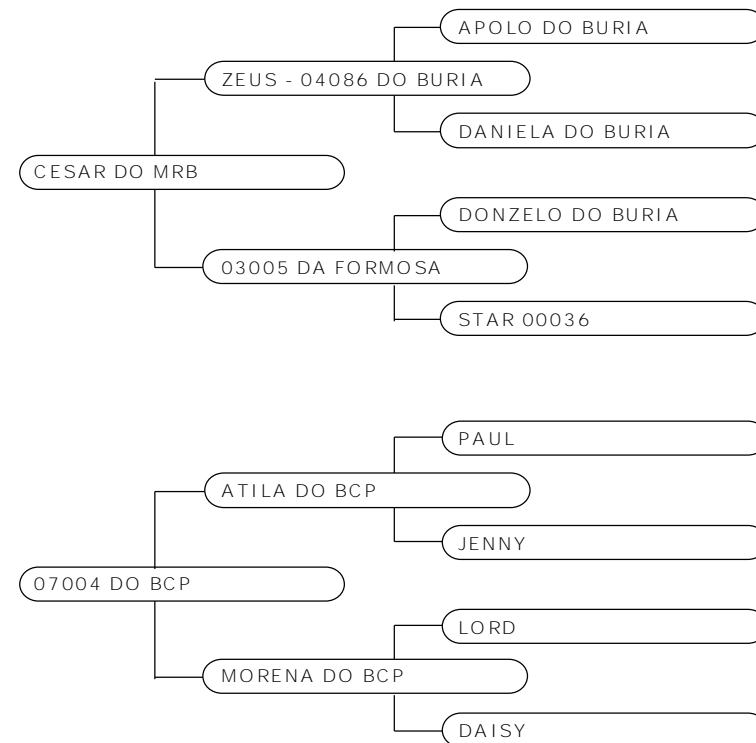 APOLO DO BURIA
ZEUS - 04086 DO BURIA
DANIELA DO BURIA
CESAR DO MRB
DONZELO DO BURIA
03005 DA FORMOSA
STAR 00036
PAUL
ATILA DO BCP
JENNY
07004 DO BCP
LORD
MORENA DO BCP
DAISY